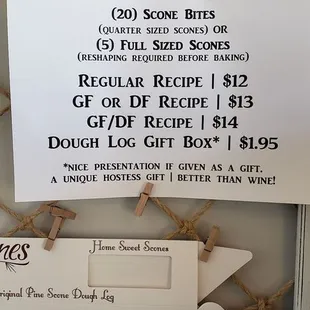 (20) Scone Bites
(quarter sized scones) or
(5) Full Sized Scones
(reshaping required before baking)
Regular Recipe | $12
GF or DF Recipe | $13
GF/DF Recipe | $14
Dough Log Gift Box* | $1.95
*nice presentation if given as a gift.
a unique hostess gift | better than wine!
nes
Home Sweet Scones
riginal Pine Scone Dough Log